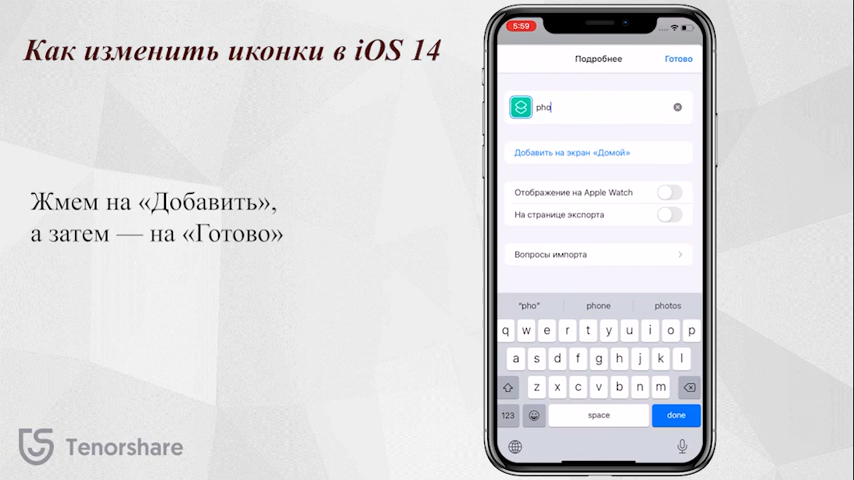 Как изменить иконки в iOS 14
Жмем на «Добавить»,
а затем — на «Готово»
Tenorshare
5:59
Подробнее
Готово
pho
Добавить на экран «Домой»
Отображение на Apple Watch
На странице экспорта
Вопросы импорта
"pho" phone photos
q w e r t y u i o p
a s d f g h j k l
z x c v b n m
123 space done